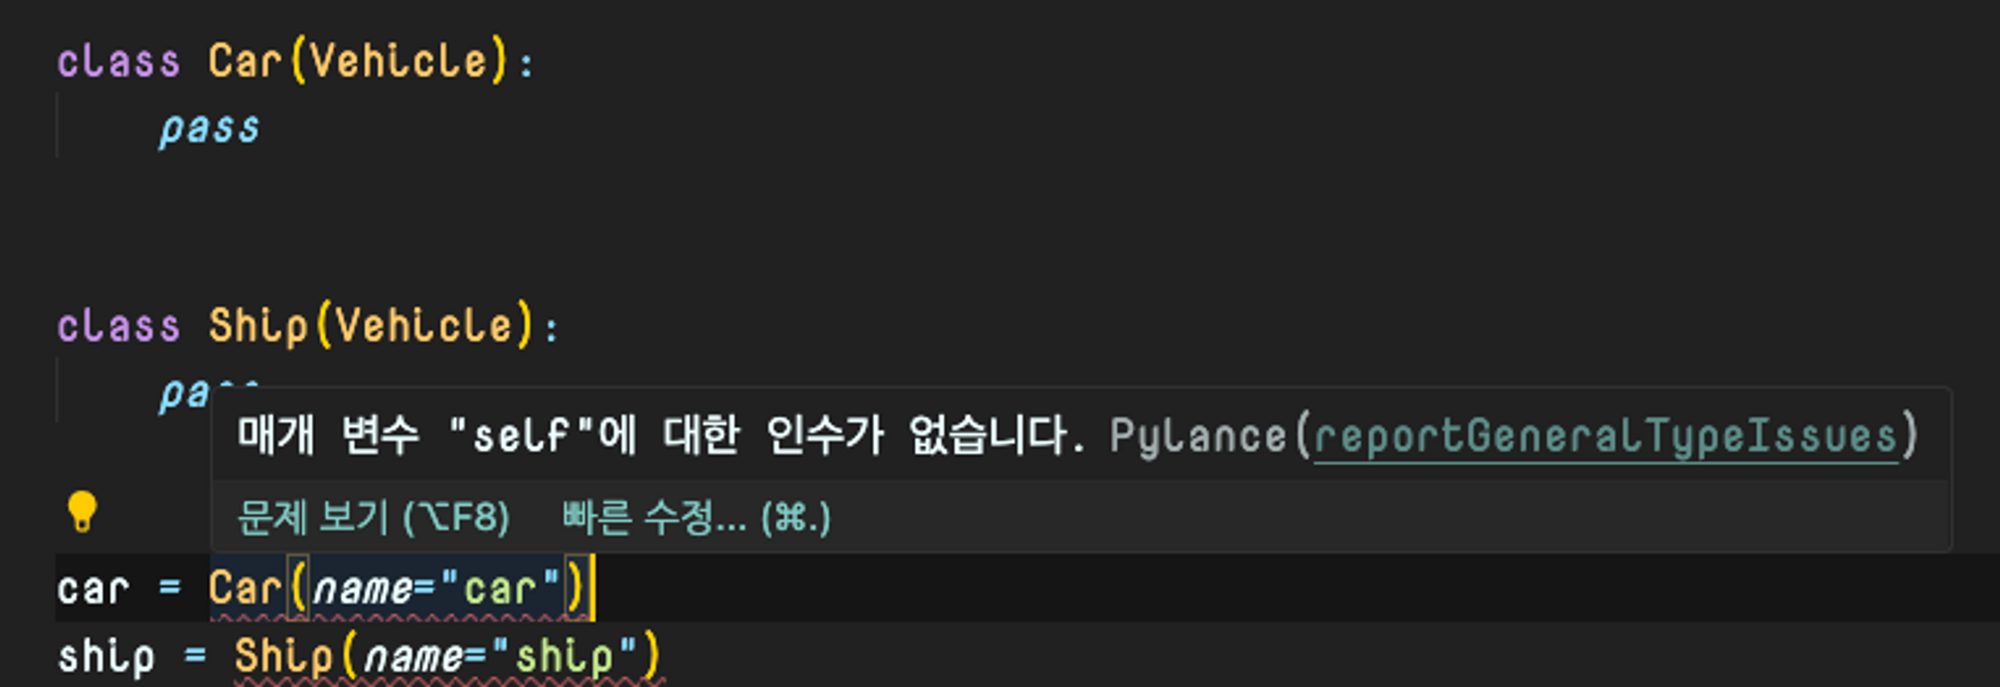 class Car(Vehicle):
pass
class Ship(Vehicle):
매개 변수 "self"에 대한 인수가 없습니다. Pylance(reportGeneralTypeIssues)
문제 보기 (⌥F8) 빠른 수정... (⌘.)
car = Car(name="car")
ship = Ship(name="ship")